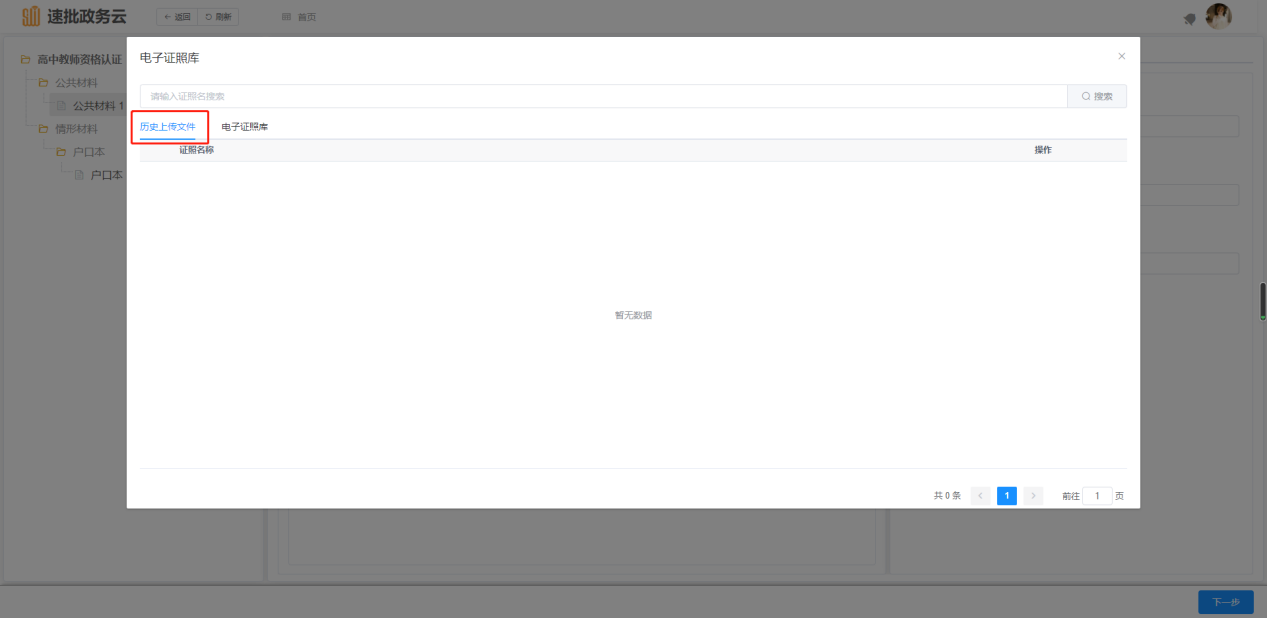 速批政务云
返回 刷新
首页
高中教师资格认证
公共材料
公共材料 1
情形材料
户口本
户口本
电子证照库
请输入证照名搜索
搜索
历史上传文件 电子证照库
证照名称 操作
暂无数据
共 0 条 1 前往 1 页
下一步